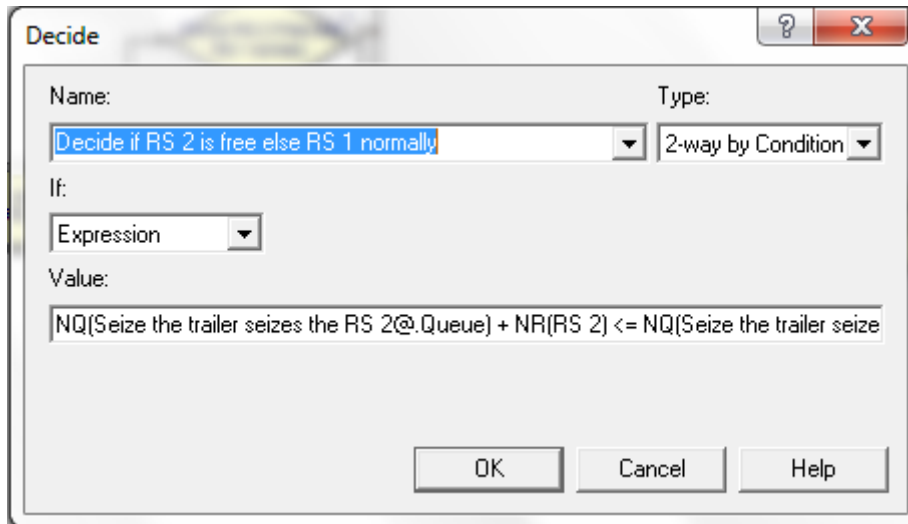 Decide
Name:
Type:
Decide if RS 2 is free else RS 1 normally
2-way by Condition
If:
Expression
Value:
NQ(Seize the trailer seizes the RS 2@.Queue) + NR(RS 2) <= NQ(Seize the trailer seize
OK
Cancel
Help